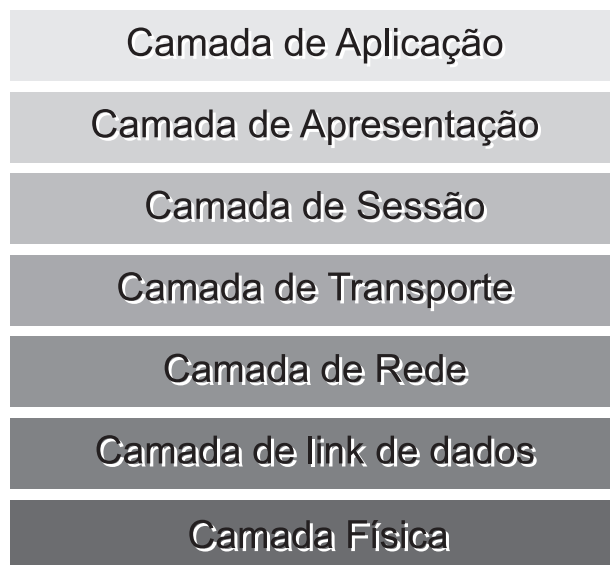 Camada de Aplicação
Camada de Apresentação
Camada de Sessão
Camada de Transporte
Camada de Rede
Camada de link de dados
Camada Física